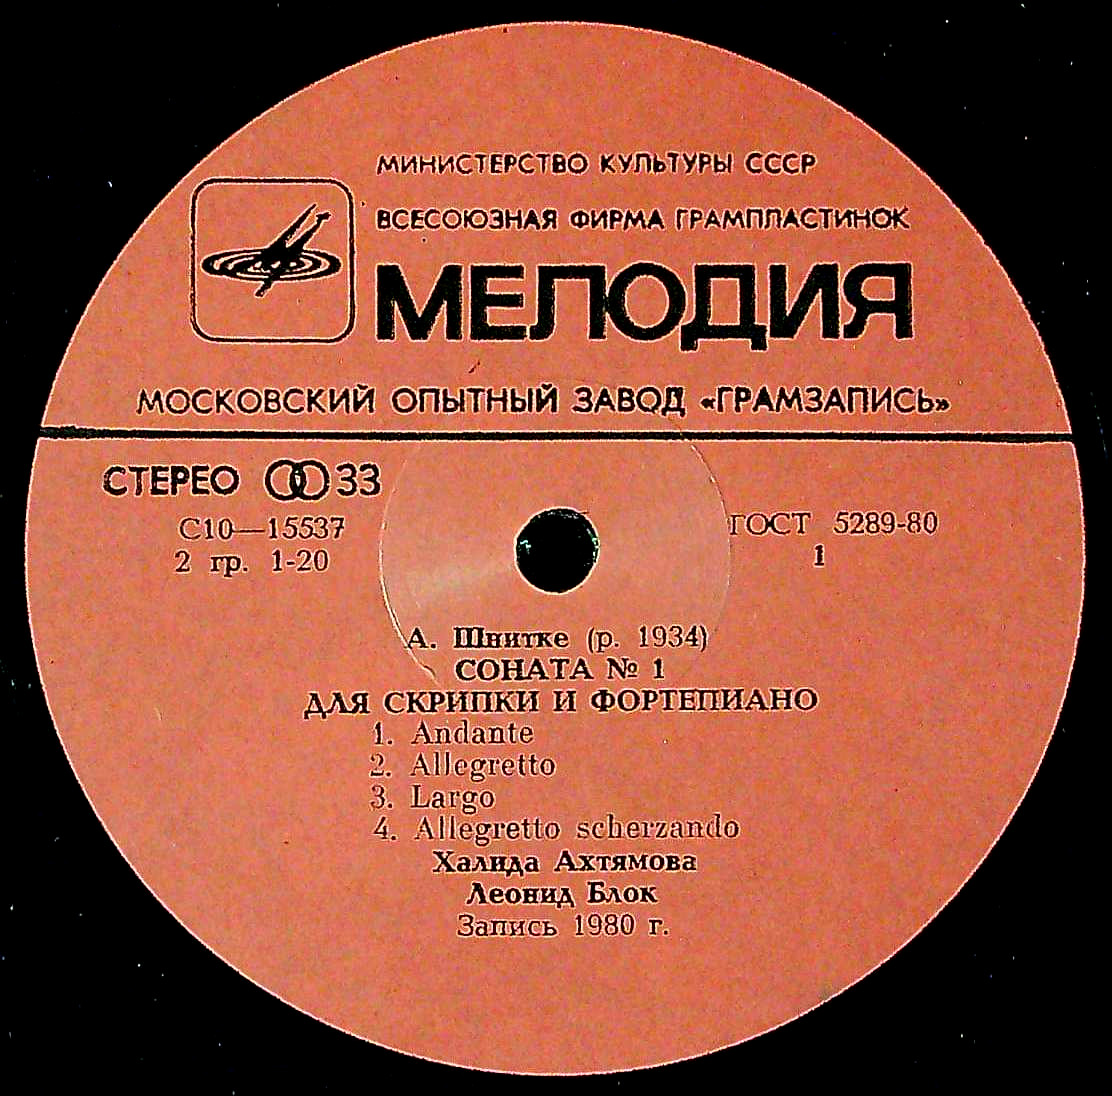 МИНИСТЕРСТВО КУЛЬТУРЫ СССР
ВСЕСОЮЗНАЯ ФИРМА ГРАМПЛАСТИНОК
МЕЛОДИЯ
МОСКОВСКИЙ ОПЫТНЫЙ ЗАВОД «ГРАМЗАПИСЬ»
СТЕРЕО 33
С10—15537
2 гр. 1-20
ГОСТ 5289-80
1
А. Шнитке (р. 1934)
СОНАТА № 1
ДЛЯ СКРИПКИ И ФОРТЕПИАНО
1. Andante
2. Allegretto
3. Largo
4. Allegretto scherzando
Халида Ахтямова
Леонид Блок
Запись 1980 г.